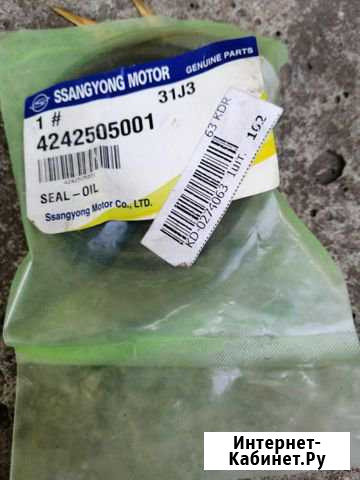 SSANGYONG MOTOR
GENUINE PARTS
1 #
31J3
4242505001
4242505001
SEAL-OIL
Ssangyong Motor Co., LTD.
63 KDR
KD-0274063 1шт. 162
Интернет-
Кабинет.Ру